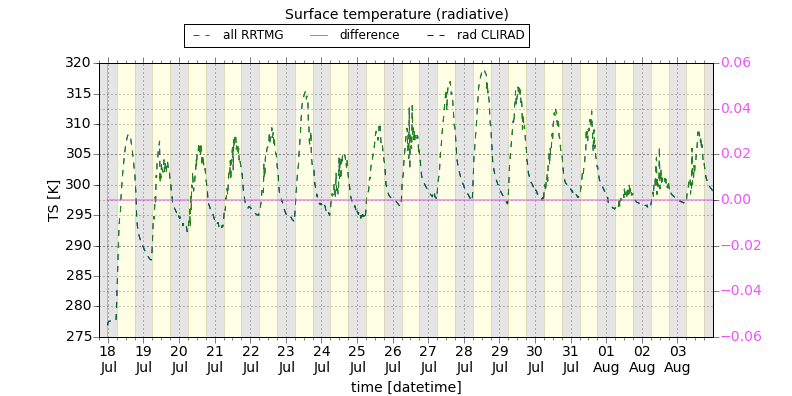 Surface temperature (radiative)
all RRTMG difference rad CLIRAD
320 0.06
315 0.04
310
305 0.02
300 0.00
295
290 −0.02
285
280 −0.04
275 −0.06
TS [K]
18 19 20 21 22 23 24 25 26 27 28 29 30 31 01 02 03
Jul Jul Jul Jul Jul Jul Jul Jul Jul Jul Jul Jul Jul Jul Aug Aug Aug
time [datetime]